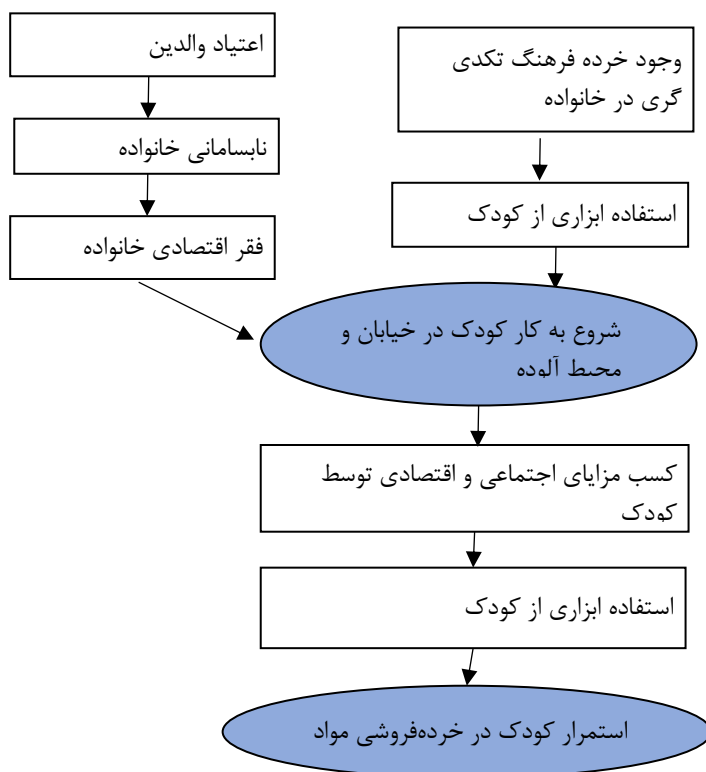 اعتیاد والدین
وجود خرده فرهنگ تکدی
گری در خانواده
نابسامانی خانواده
استفاده ابزاری از کودک
فقر اقتصادی خانواده
شروع به کار کودک در خیابان و
محیط آلوده
کسب مزایای اجتماعی و اقتصادی توسط
کودک
استفاده ابزاری از کودک
استمرار کودک در خرده‌فروشی مواد